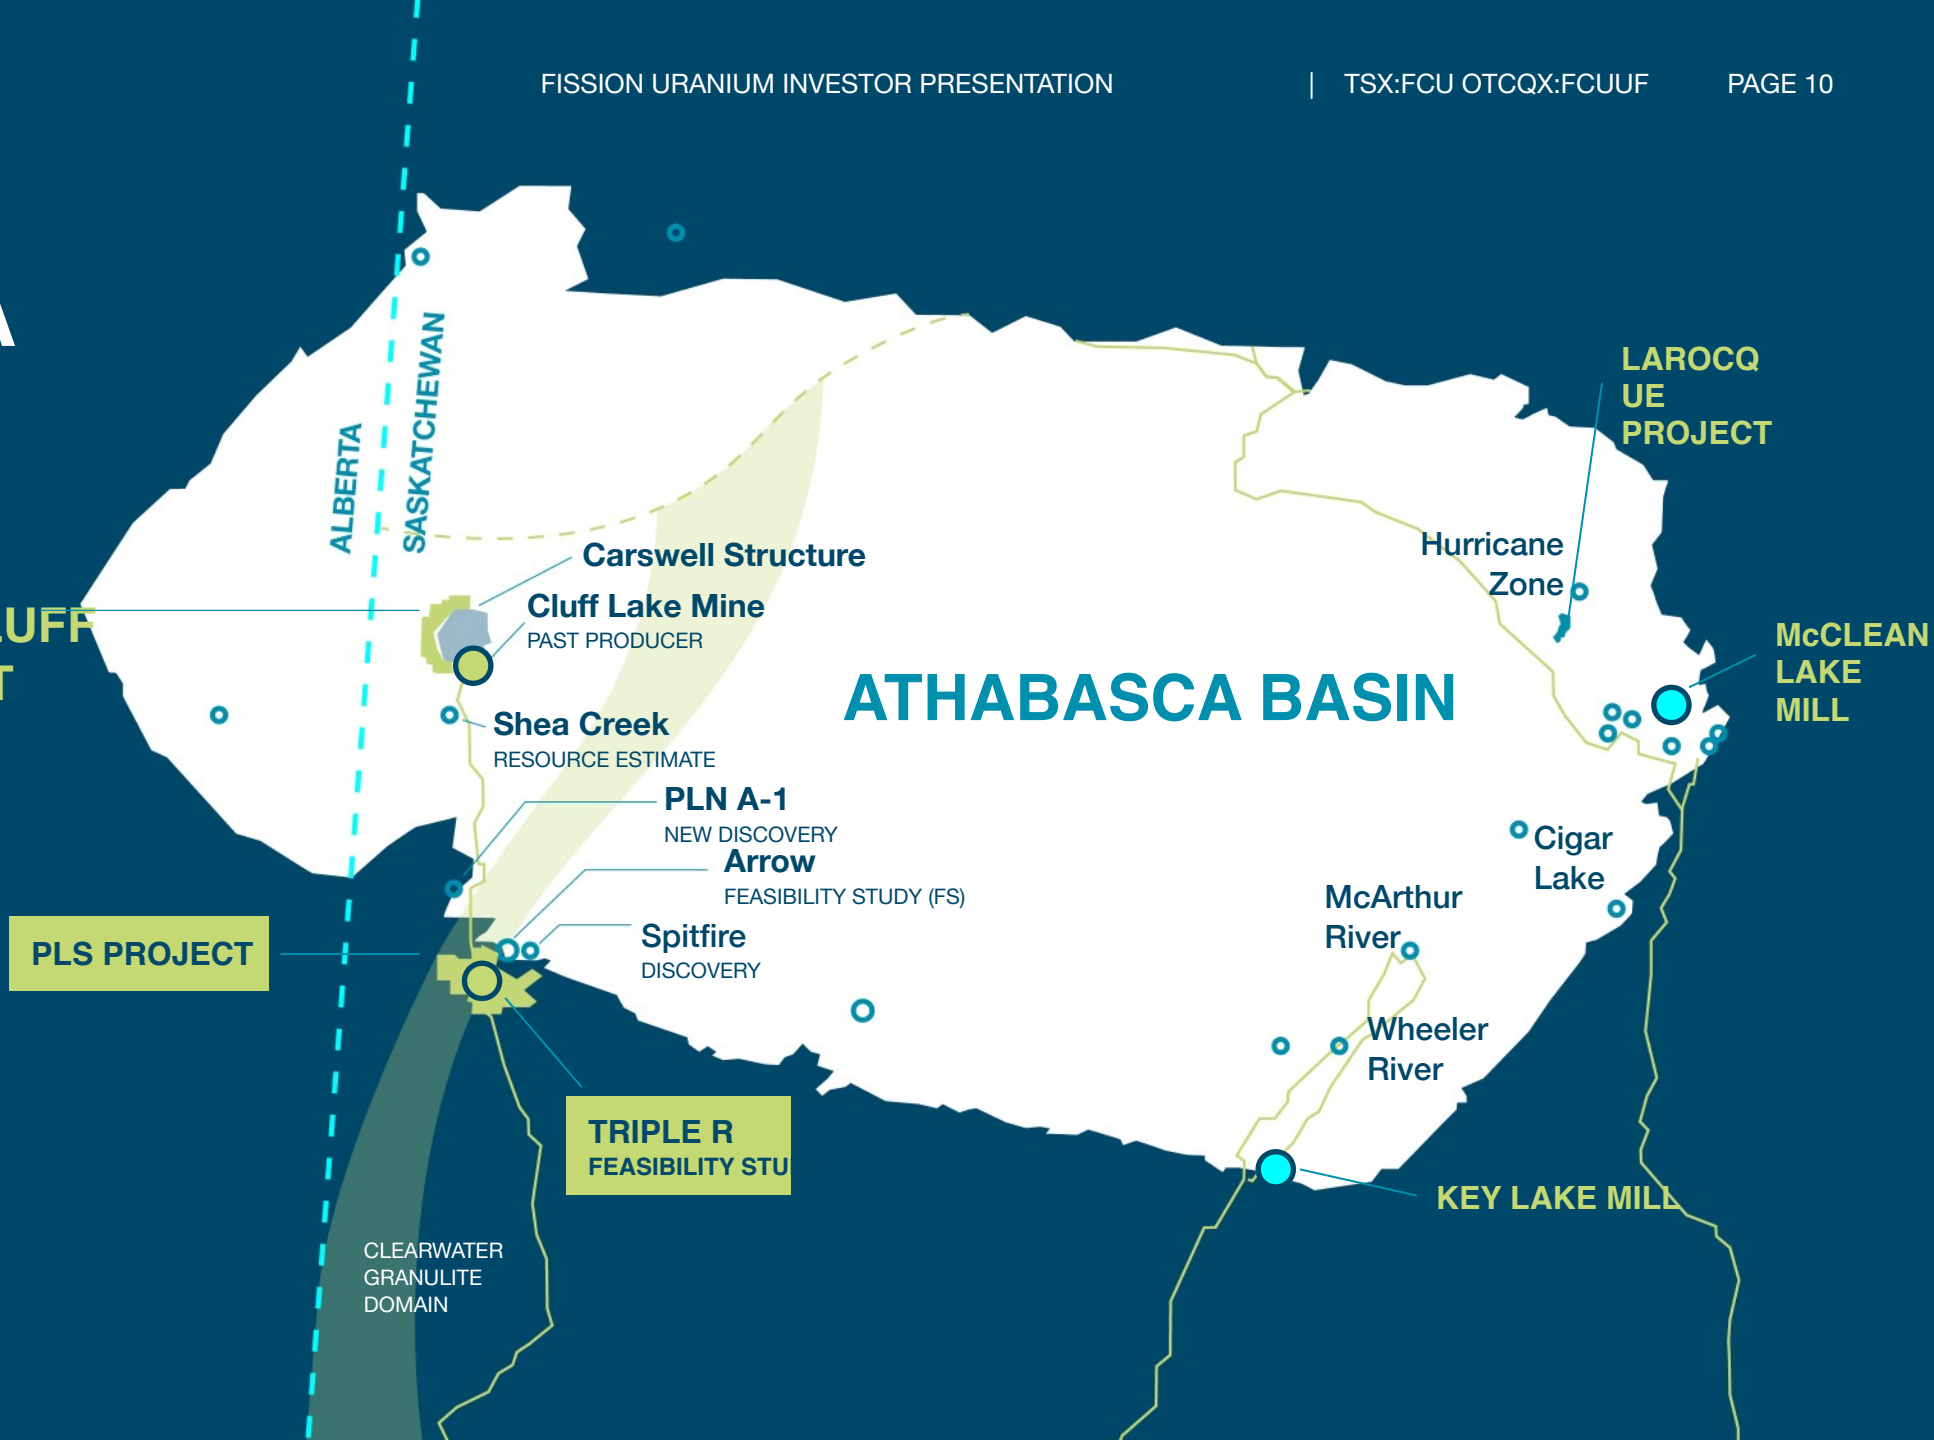 FISSION URANIUM INVESTOR PRESENTATION | TSX:FCU OTCQX:FCUUF PAGE 10
A
ALBERTA
SASKATCHEWAN
LAROCQ
UE
PROJECT
Carswell Structure
Cluff Lake Mine
PAST PRODUCER
Hurricane
Zone
UFF
T
McCLEAN
LAKE
MILL
ATHABASCA BASIN
Shea Creek
RESOURCE ESTIMATE
PLN A-1
NEW DISCOVERY
Arrow
FEASIBILITY STUDY (FS)
Cigar
Lake
McArthur
River
Spitfire
DISCOVERY
PLS PROJECT
Wheeler
River
TRIPLE R
FEASIBILITY STU
KEY LAKE MILL
CLEARWATER
GRANULITE
DOMAIN